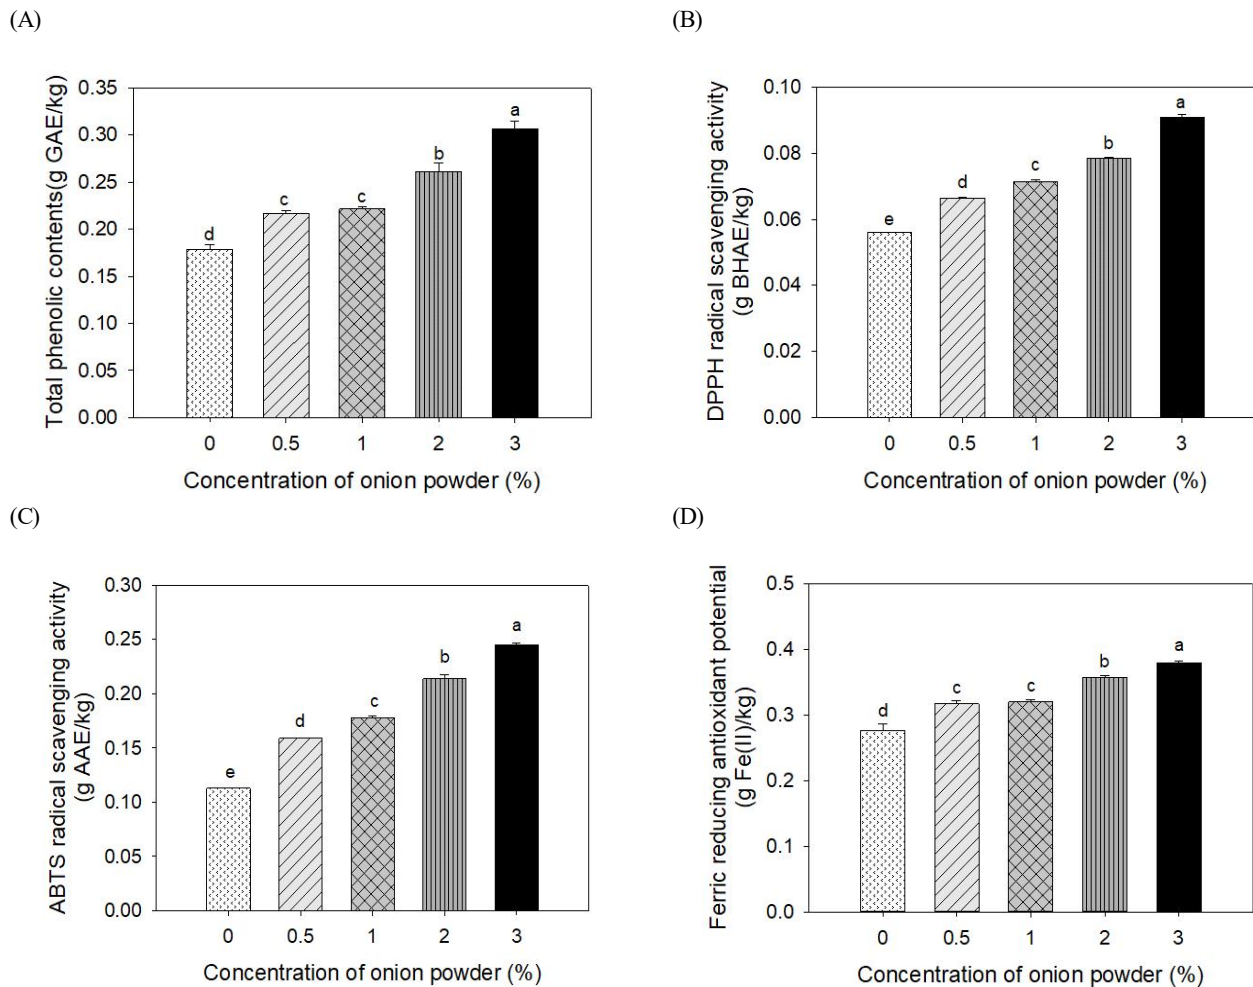 (A)
Total phenolic contents(g GAE/kg)
0.35
0.30
0.25
0.20
0.15
0.10
0.05
0.00
d
c
c
b
a
0 0.5 1 2 3
Concentration of onion powder (%)
(B)
DPPH radical scavenging activity
(g BHAE/kg)
0.10
0.08
0.06
0.04
0.02
0.00
e
d
c
b
a
0 0.5 1 2 3
Concentration of onion powder (%)
(C)
ABTS radical scavenging activity
(g AAE/kg)
0.30
0.25
0.20
0.15
0.10
0.05
0.00
e
d
c
b
a
0 0.5 1 2 3
Concentration of onion powder (%)
(D)
Ferric reducing antioxidant potential
(g Fe(II)/kg)
0.5
0.4
0.3
0.2
0.1
0.0
d
c
c
b
a
0 0.5 1 2 3
Concentration of onion powder (%)